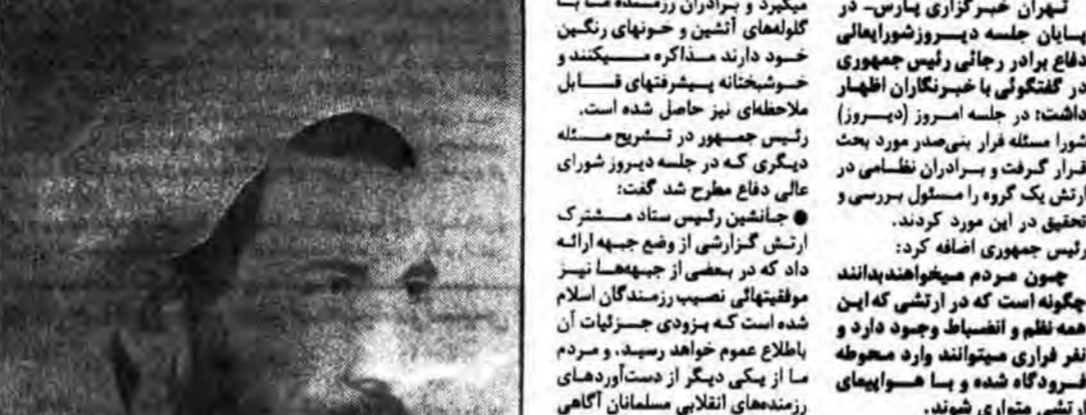 تهران خبرگزاری پارس- در
پایان جلسه دیروزشورایعالی
دفاع برادر رجائی رئیس جمهوری
در گفتگوئی با خبرنگاران اظهار
داشت: در جلسه امروز (دیروز)
شورا مسئله فرار بنی‌صدر مورد بحث
قرار گرفت و برادران نظامی در
ارتش یک گروه را مسئول بررسی و
تحقیق در این مورد کردند.
رئیس جمهوری اضافه کرد:
چون مردم میخواهندبدانند
چگونه است که در ارتشی که این
همه نظم و انضباط وجود دارد و
نفر فراری میتوانند وارد محوطه
فرودگاه شده و با هواپیمای
ارتشی متواری شوند.
میگیرد و برادران رزمنده ما با
گلوله‌های آتشین و خونهای رنگین
خود دارند مذاکره میکنند و
خوشبختانه پیشرفتهای قابل
ملاحظه‌ای نیز حاصل شده است.
رئیس جمهور در تشریح مسئله
دیگری که در جلسه دیروز شورای
عالی دفاع مطرح شد گفت:
● جانشین رئیس ستاد مشترک
ارتش گزارشی از وضع جبهه ارائه
داد که در بعضی از جبهه‌ها نیز
موفقیتهائی نصیب رزمندگان اسلام
شده است که بزودی جزئیات آن
باطلاع عموم خواهد رسید. و مردم
ما از یکی دیگر از دست‌آوردهای
رزمنده‌های انقلابی مسلمانان آگاهی